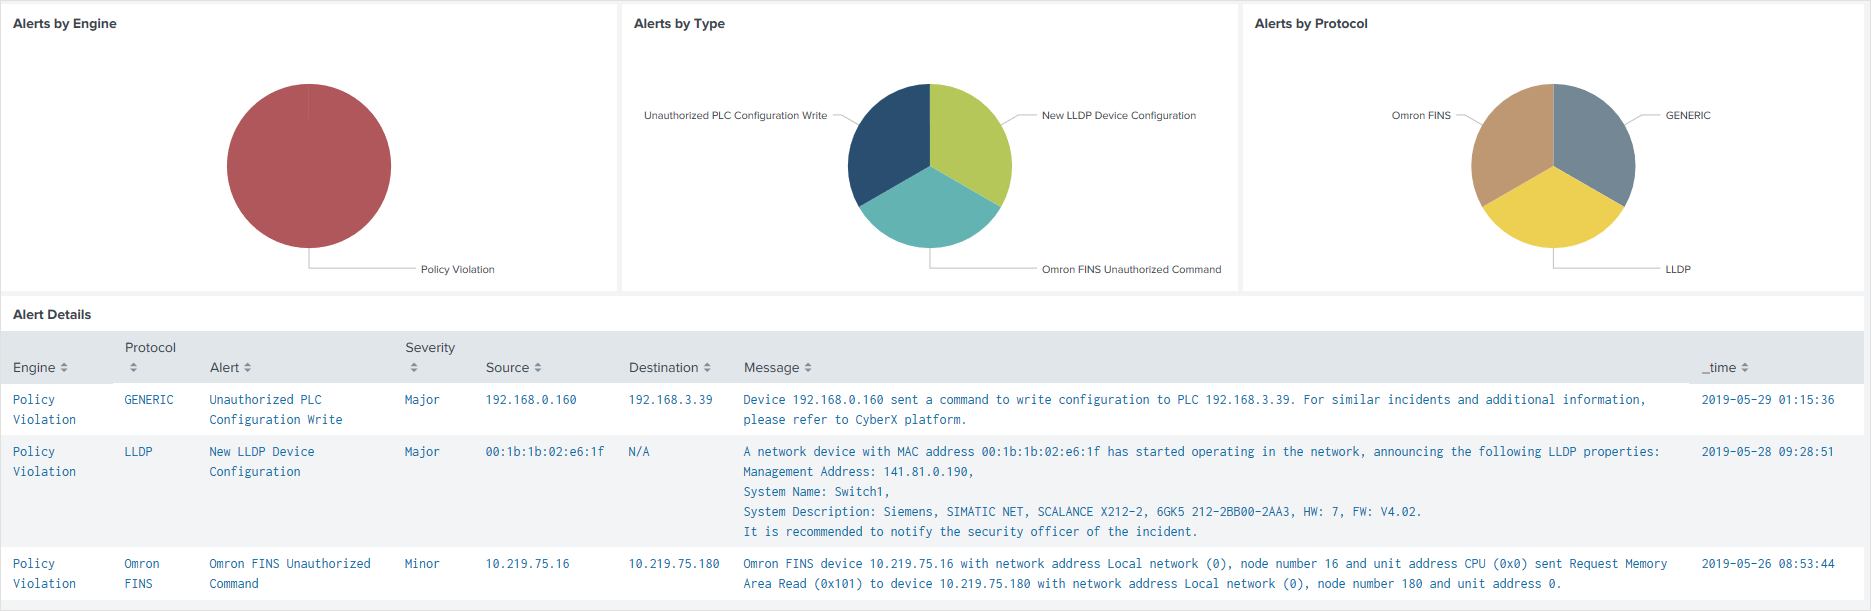 Alerts by Engine
Policy Violation
Alerts by Type
Unauthorized PLC Configuration Write
New LLDP Device Configuration
Omron FINS Unauthorized Command
Alerts by Protocol
Omron FINS
GENERIC
LLDP
Alert Details
Engine Protocol Alert Severity Source Destination Message _time
Policy GENERIC Unauthorized PLC Major 192.168.0.160 192.168.3.39 Device 192.168.0.160 sent a command to write configuration to PLC 192.168.3.39. For similar incidents and additional information, 2019-05-29 01:15:36
Violation Configuration Write please refer to CyberX platform.
Policy LLDP New LLDP Device Major 00:1b:1b:02:e6:1f N/A A network device with MAC address 00:1b:1b:02:e6:1f has started operating in the network, announcing the following LLDP properties: 2019-05-28 09:28:51
Violation Configuration Management Address: 141.81.0.190,
System Name: Switch1,
System Description: Siemens, SIMATIC NET, SCALANCE X212-2, 6GK5 212-2BB00-2AA3, HW: 7, FW: V4.02.
It is recommended to notify the security officer of the incident.
Policy Omron Omron FINS Unauthorized Minor 10.219.75.16 10.219.75.180 Omron FINS device 10.219.75.16 with network address Local network (0), node number 16 and unit address CPU (0x0) sent Request Memory 2019-05-26 08:53:44
Violation FINS Command Area Read (0x101) to device 10.219.75.180 with network address Local network (0), node number 180 and unit address 0.